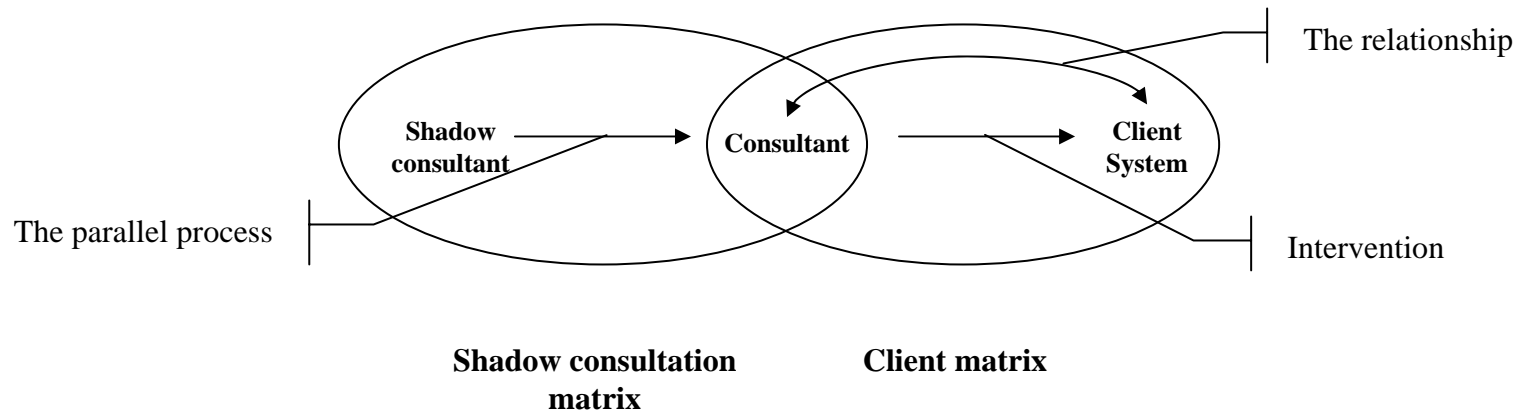 The relationship
Shadow
consultant
Consultant
Client
System
The parallel process
Intervention
Shadow consultation
matrix
Client matrix